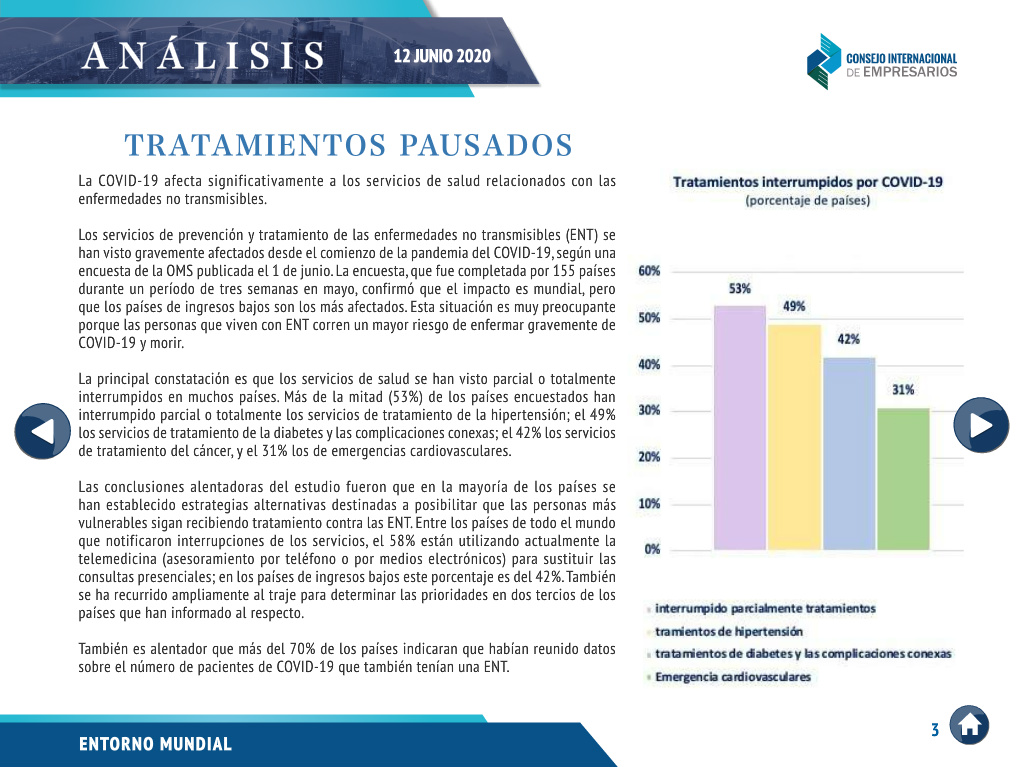 ANÁLISIS
12 JUNIO 2020
CONSEJO INTERNACIONAL
DE EMPRESARIOS
TRATAMIENTOS PAUSADOS
La COVID-19 afecta significativamente a los servicios de salud relacionados con las
enfermedades no transmisibles.
Los servicios de prevención y tratamiento de las enfermedades no transmisibles (ENT) se
han visto gravemente afectados desde el comienzo de la pandemia del COVID-19, según una
encuesta de la OMS publicada el 1 de junio. La encuesta, que fue completada por 155 países
durante un período de tres semanas en mayo, confirmó que el impacto es mundial, pero
que los países de ingresos bajos son los más afectados. Esta situación es muy preocupante
porque las personas que viven con ENT corren un mayor riesgo de enfermar gravemente de
COVID-19 y morir.
La principal constatación es que los servicios de salud se han visto parcial o totalmente
interrumpidos en muchos países. Más de la mitad (53%) de los países encuestados han
interrumpido parcial o totalmente los servicios de tratamiento de la hipertensión; el 49%
los servicios de tratamiento de la diabetes y las complicaciones conexas; el 42% los servicios
de tratamiento del cáncer, y el 31% los de emergencias cardiovasculares.
Las conclusiones alentadoras del estudio fueron que en la mayoría de los países se
han establecido estrategias alternativas destinadas a posibilitar que las personas más
vulnerables sigan recibiendo tratamiento contra las ENT. Entre los países de todo el mundo
que notificaron interrupciones de los servicios, el 58% están utilizando actualmente la
telemedicina (asesoramiento por teléfono o por medios electrónicos) para sustituir las
consultas presenciales; en los países de ingresos bajos este porcentaje es del 42%. También
se ha recurrido ampliamente al traje para determinar las prioridades en dos tercios de los
países que han informado al respecto.
También es alentador que más del 70% de los países indicaran que habían reunido datos
sobre el número de pacientes de COVID-19 que también tenían una ENT.
Tratamientos interrumpidos por COVID-19
(porcentaje de países)
60%
50%
40%
30%
20%
10%
0%
53%
49%
42%
31%
interrumpido parcialmente tratamientos
tramientos de hipertensión
tratamientos de diabetes y las complicaciones conexas
Emergencia cardiovasculares
ENTORNO MUNDIAL
3